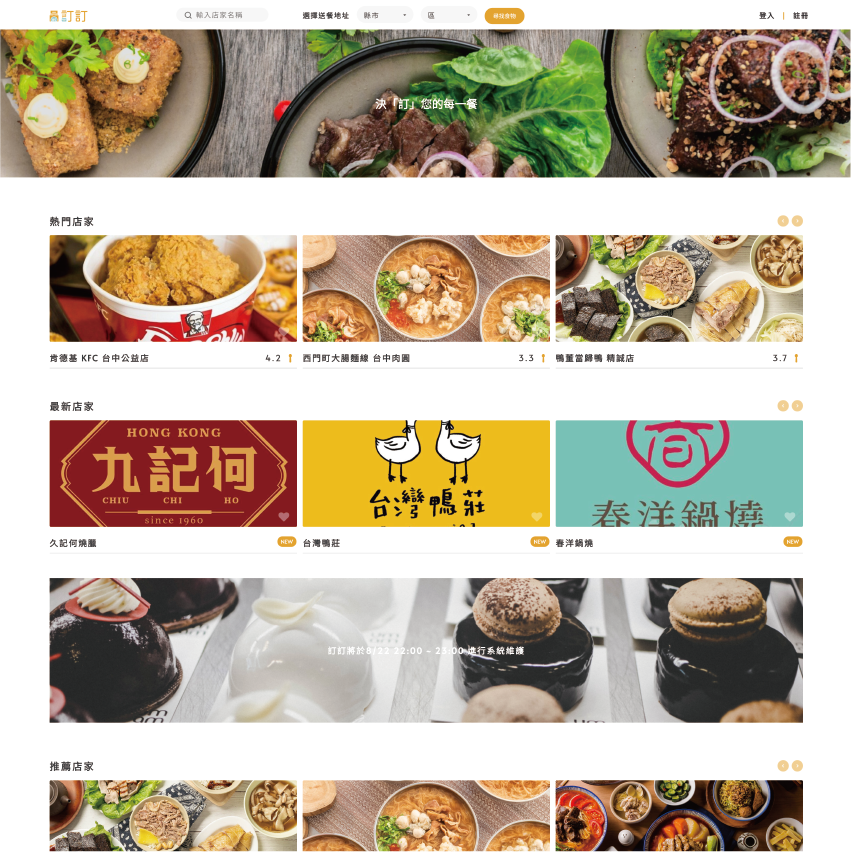 訂訂
輸入店家名稱
選擇送餐地址
縣市
區
尋找食物
登入 | 註冊
決「訂」您的每一餐
熱門店家
肯德基 KFC 台中公益店
4.2
西門町大腸麵線 台中肉圓
3.3
鴨董當歸鴨 精誠店
3.7
最新店家
HONG KONG
九記何
CHIU CHI HO
since 1960
台灣鴨莊
春洋鍋燒
久記何燒臘
NEW
台灣鴨莊
NEW
春洋鍋燒
NEW
訂訂將於8/22 22:00 - 23:00 進行系統維護
推薦店家